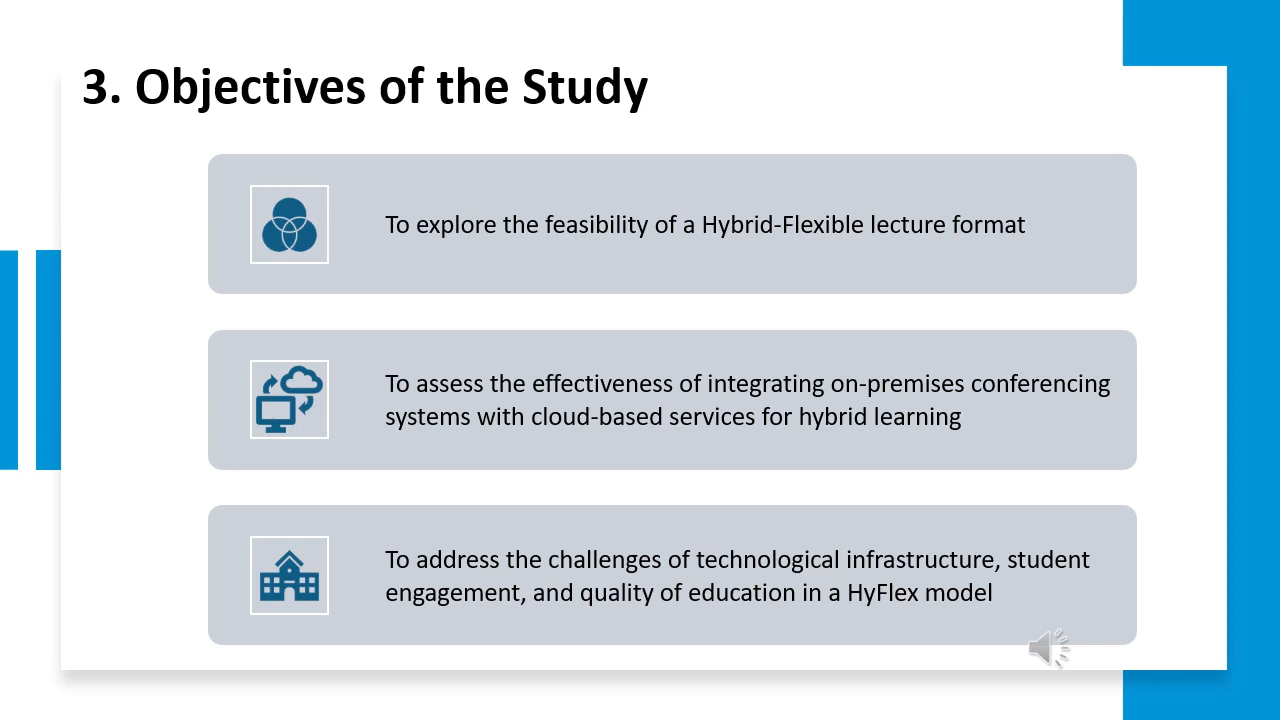 3. Objectives of the Study
To explore the feasibility of a Hybrid-Flexible lecture format
To assess the effectiveness of integrating on-premises conferencing
systems with cloud-based services for hybrid learning
To address the challenges of technological infrastructure, student
engagement, and quality of education in a HyFlex model